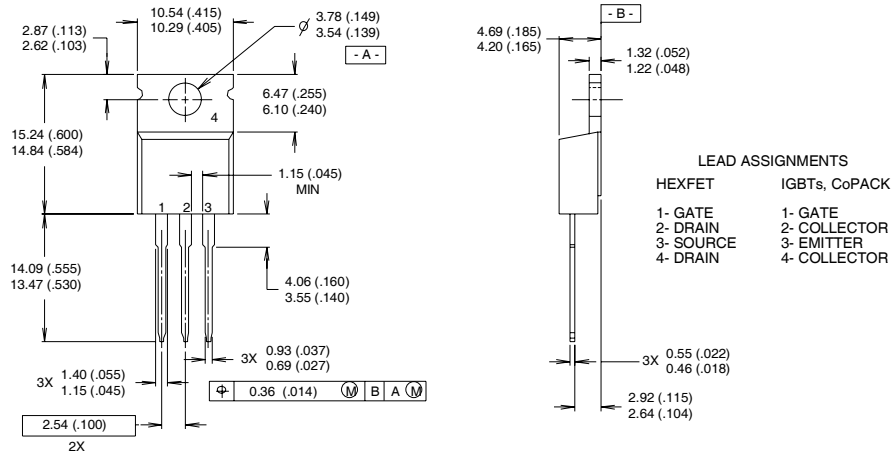 10.54 (.415)
10.29 (.405)
2.87 (.113)
2.62 (.103)
ø 3.78 (.149)
3.54 (.139)
- A -
6.47 (.255)
6.10 (.240)
4
15.24 (.600)
14.84 (.584)
1.15 (.045)
MIN
1 2 3
14.09 (.555)
13.47 (.530)
4.06 (.160)
3.55 (.140)
3X 0.93 (.037)
0.69 (.027)
3X 1.40 (.055)
1.15 (.045)
⌖ 0.36 (.014) Ⓜ B A Ⓜ
2.54 (.100)
2X
- B -
4.69 (.185)
4.20 (.165)
1.32 (.052)
1.22 (.048)
3X 0.55 (.022)
0.46 (.018)
2.92 (.115)
2.64 (.104)
LEAD ASSIGNMENTS
HEXFET
1- GATE
2- DRAIN
3- SOURCE
4- DRAIN
IGBTs, CoPACK
1- GATE
2- COLLECTOR
3- EMITTER
4- COLLECTOR